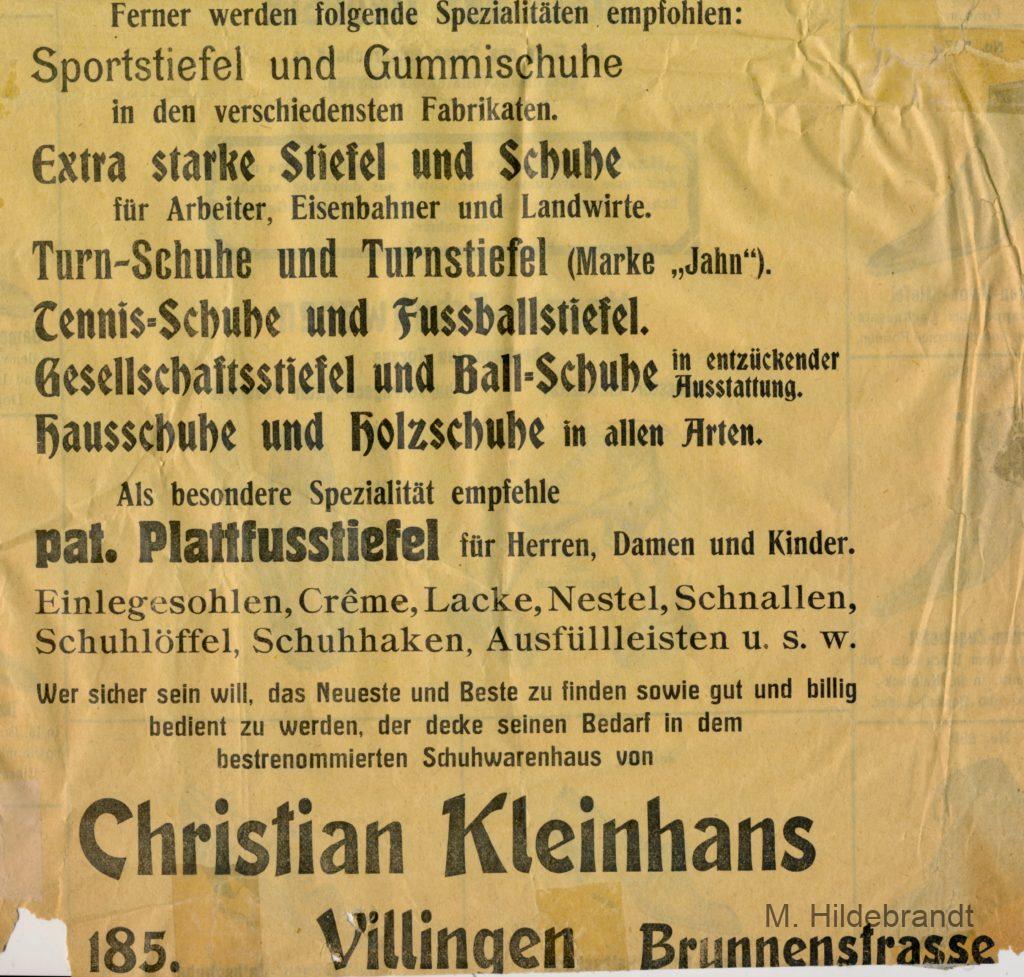 Ferner werden folgende Spezialitäten empfohlen:
Sportstiefel und Gummischuhe
in den verschiedensten Fabrikaten.
Extra starke Stiefel und Schuhe
für Arbeiter, Eisenbahner und Landwirte.
Turn-Schuhe und Turnstiefel (Marke „Jahn“).
Tennis-Schuhe und Fussballstiefel.
Gesellschaftsstiefel und Ball-Schuhe in entzückender
Ausstattung.
Hausschuhe und Holzschuhe in allen Arten.
Als besondere Spezialität empfehle
pat. Plattfusstiefel für Herren, Damen und Kinder.
Einlegesohlen, Crême, Lacke, Nestel, Schnallen,
Schuhlöffel, Schuhhaken, Ausfüllleisten u. s. w.
Wer sicher sein will, das Neueste und Beste zu finden sowie gut und billig
bedient zu werden, der decke seinen Bedarf in dem
bestrenommierten Schuhwarenhaus von
Christian Kleinhans
M. Hildebrandt
185. Villingen Brunnenstrasse